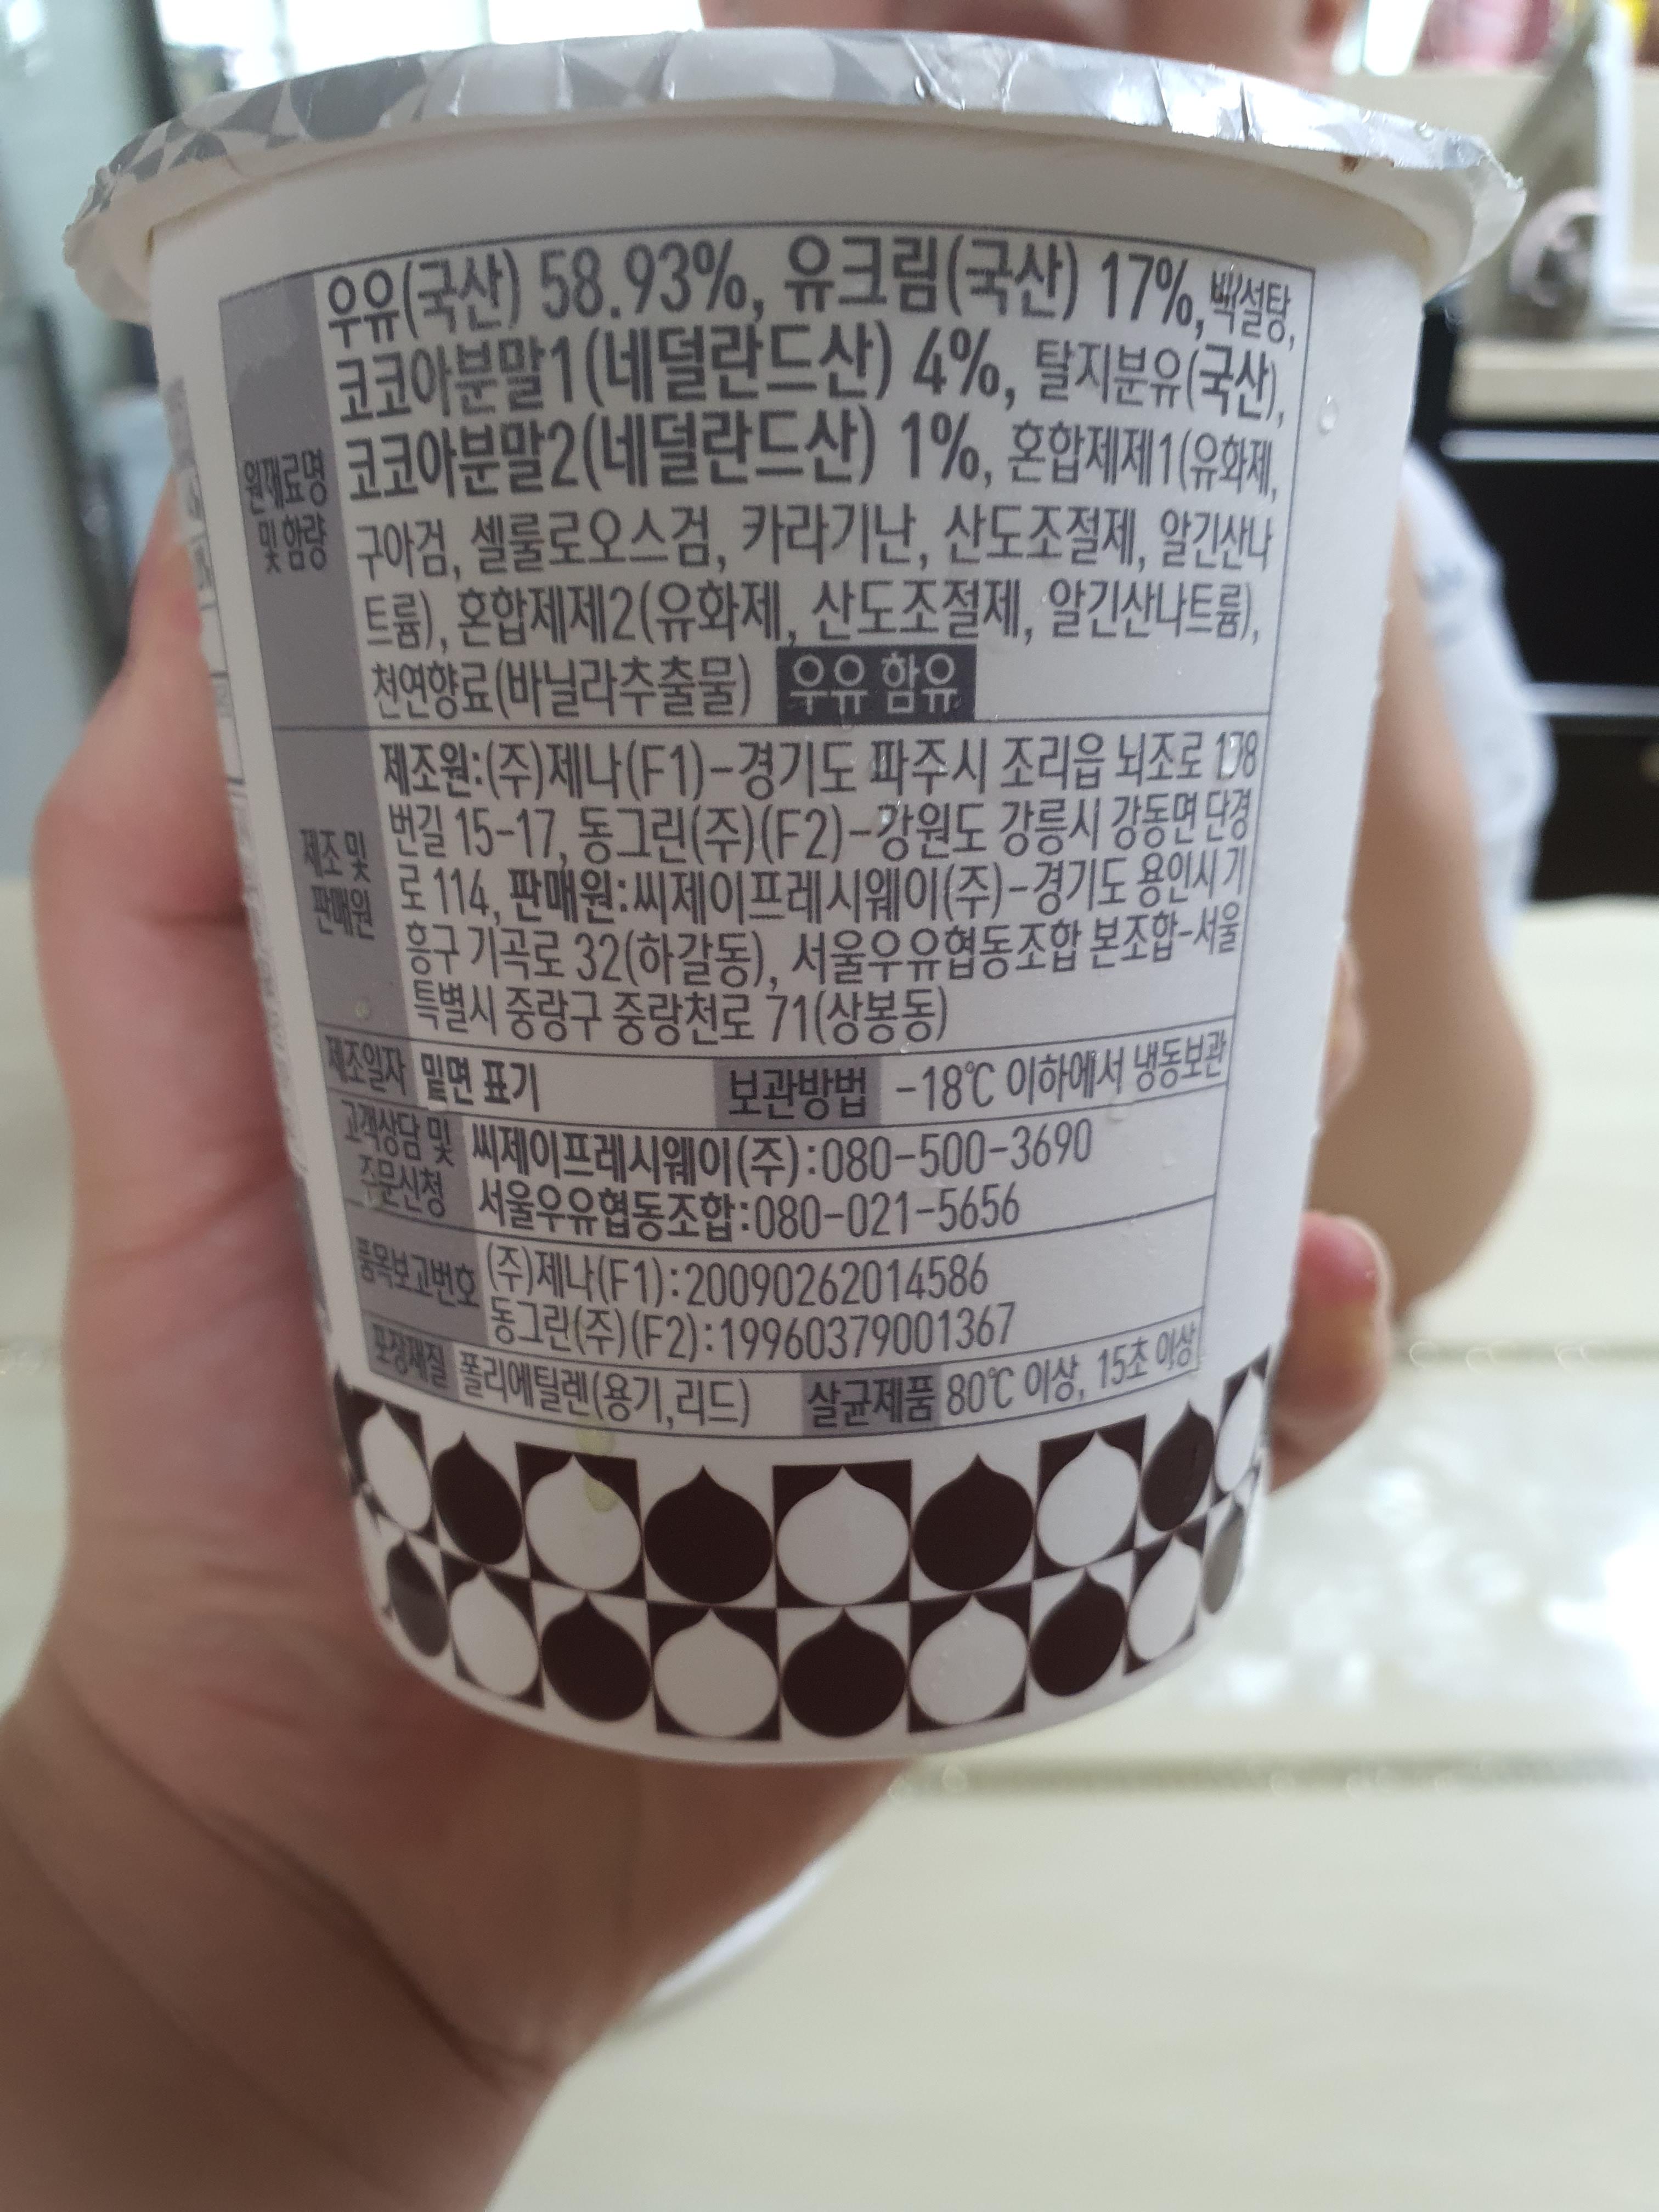 우유(국산) 58.93%, 유크림(국산) 17%, 백설탕,
코코아분말1(네덜란드산) 4%, 탈지분유(국산),
코코아분말2(네덜란드산) 1%, 혼합제제1(유화제,
원재료명
및 함량
구아검, 셀룰로오스검, 카라기난, 산도조절제, 알긴산나
트륨), 혼합제제2(유화제, 산도조절제, 알긴산나트륨),
천연향료(바닐라추출물) 우유 함유
제조원:(주)제나(F1)-경기도 파주시 조리읍 뇌조로 178
번길 15-17, 동그린(주)(F2)-강원도 강릉시 강동면 단경
제조 및
판매원
로 114, 판매원:씨제이프레시웨이(주)-경기도 용인시 기
흥구 기곡로 32(하갈동), 서울우유협동조합 본조합-서울
특별시 중랑구 중랑천로 71(상봉동)
제조일자 밑면 표기 보관방법 -18℃ 이하에서 냉동보관
고객상담 및
주문신청
씨제이프레시웨이(주):080-500-3690
서울우유협동조합:080-021-5656
품목보고번호
(주)제나(F1):20090262014586
동그린(주)(F2):19960379001367
포장재질 폴리에틸렌(용기,리드) 살균제품 80℃ 이상, 15초 이상